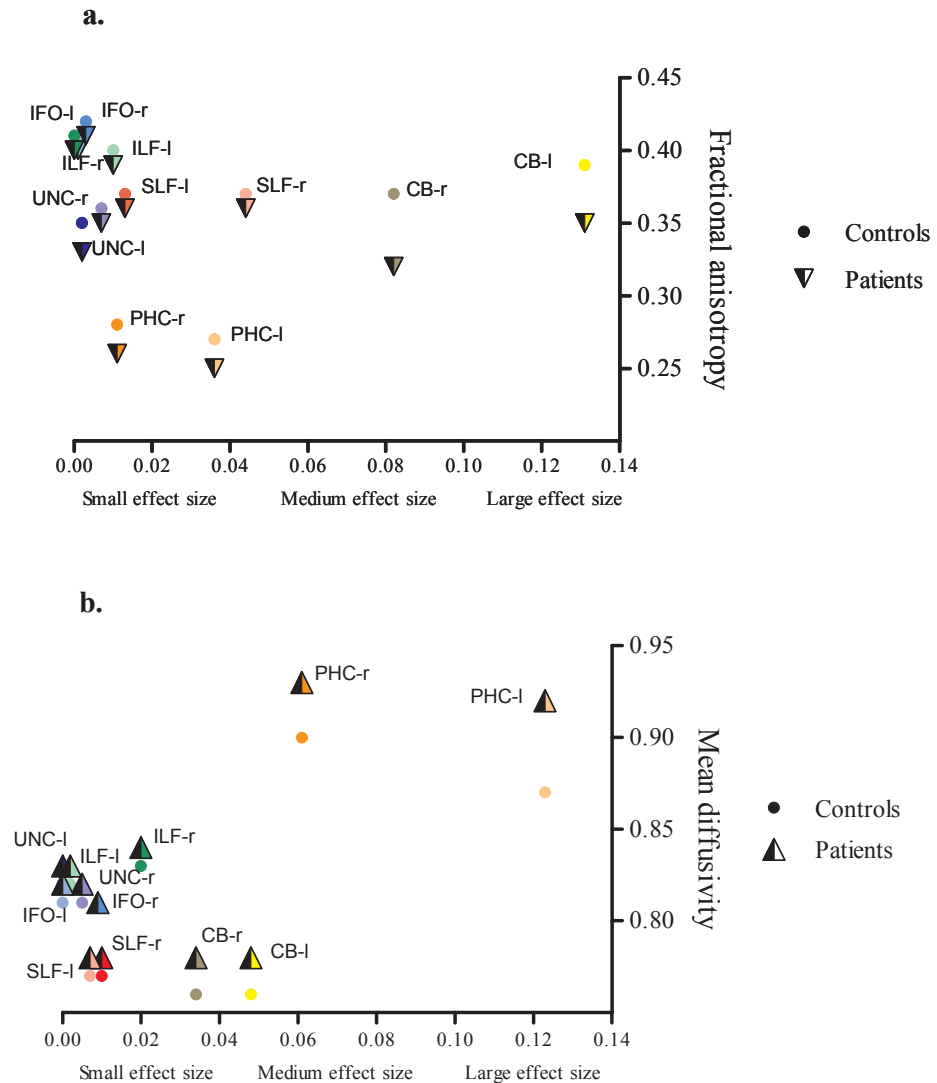 a.
0.45
IFO-l
IFO-r
0.40
ILF-r
ILF-l
CB-l
UNC-r
SLF-l
SLF-r
CB-r
0.35
UNC-l
0.30
PHC-r
PHC-l
0.25
Fractional anisotropy
Controls
Patients
0.00 0.02 0.04 0.06 0.08 0.10 0.12 0.14
Small effect size Medium effect size Large effect size
b.
0.95
PHC-r
PHC-l
0.90
0.85
UNC-l
ILF-r
ILF-l
UNC-r
IFO-l
IFO-r
0.80
SLF-r
CB-r
CB-l
SLF-l
Mean diffusivity
Controls
Patients
0.00 0.02 0.04 0.06 0.08 0.10 0.12 0.14
Small effect size Medium effect size Large effect size